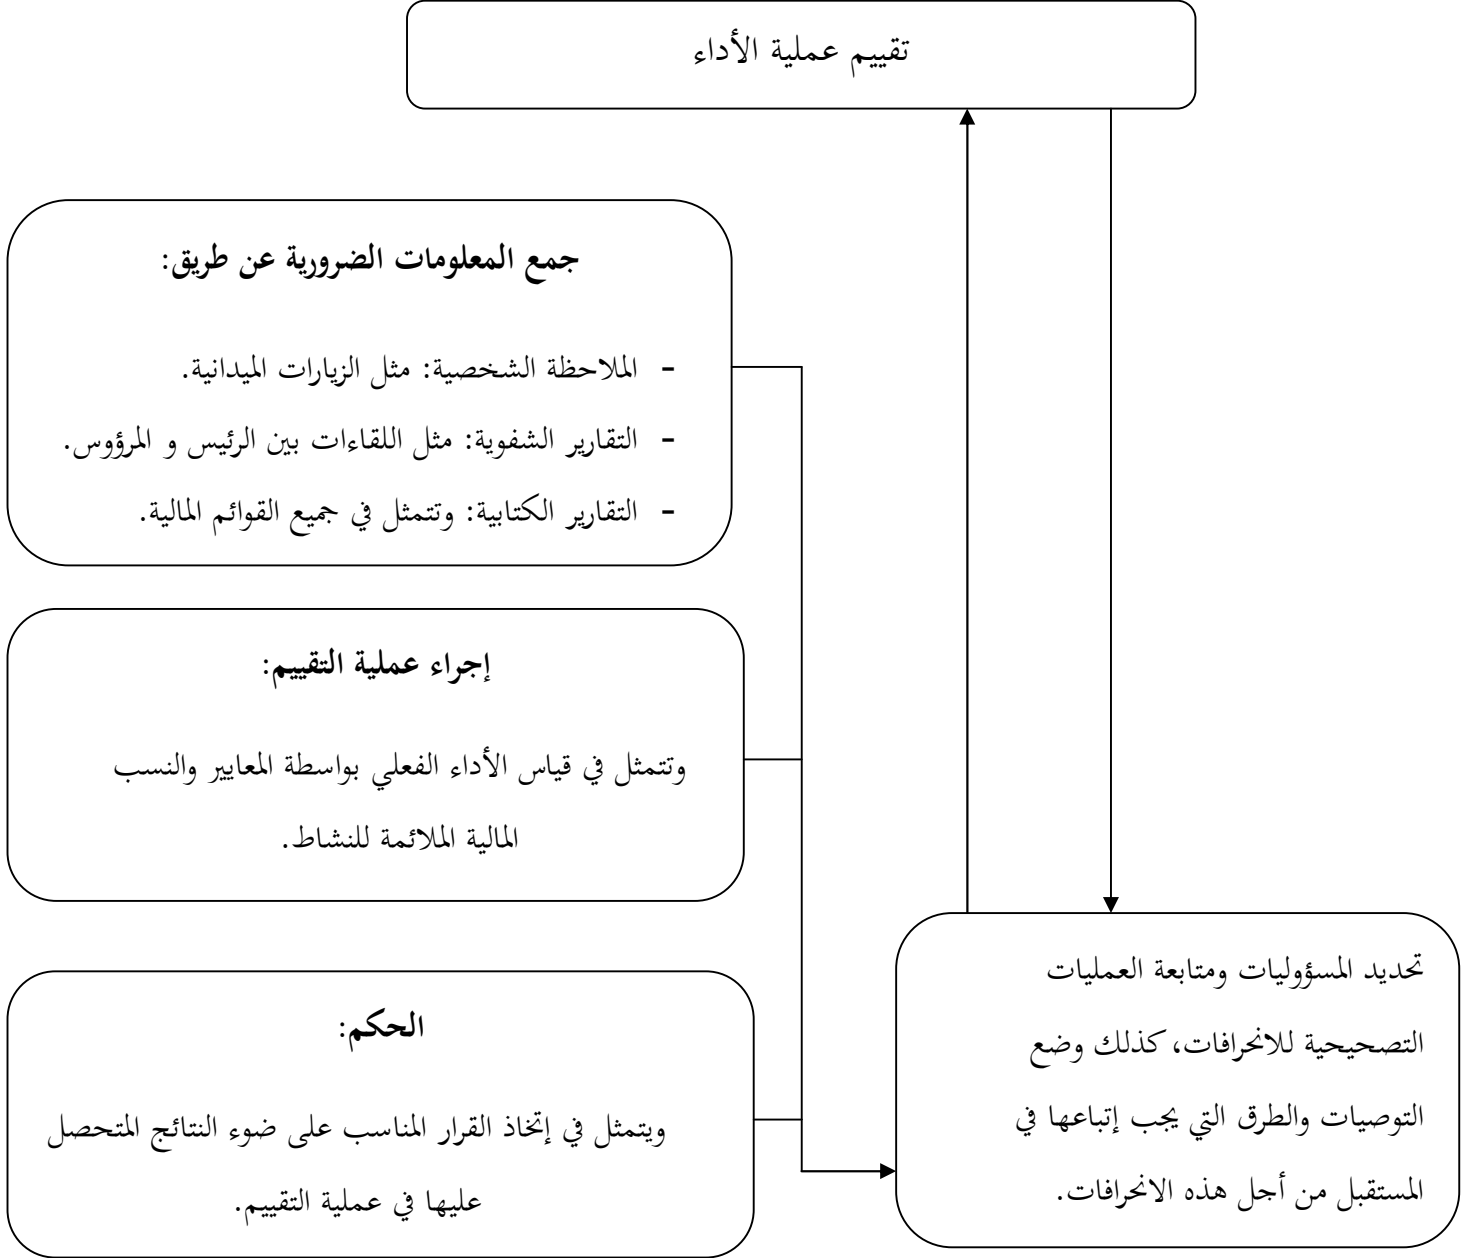 تقييم عملية الأداء
جمع المعلومات الضرورية عن طريق:
- الملاحظة الشخصية: مثل الزيارات الميدانية.
- التقارير الشفوية: مثل اللقاءات بين الرئيس و المرؤوس.
- التقارير الكتابية: وتتمثل في جميع القوائم المالية.
إجراء عملية التقييم:
وتتمثل في قياس الأداء الفعلي بواسطة المعايير والنسب
المالية الملائمة للنشاط.
الحكم:
ويتمثل في إتخاذ القرار المناسب على ضوء النتائج المتحصل
عليها في عملية التقييم.
تحديد المسؤوليات ومتابعة العمليات
التصحيحية للانحرافات، كذلك وضع
التوصيات والطرق التي يجب إتباعها في
المستقبل من أجل هذه الانحرافات.